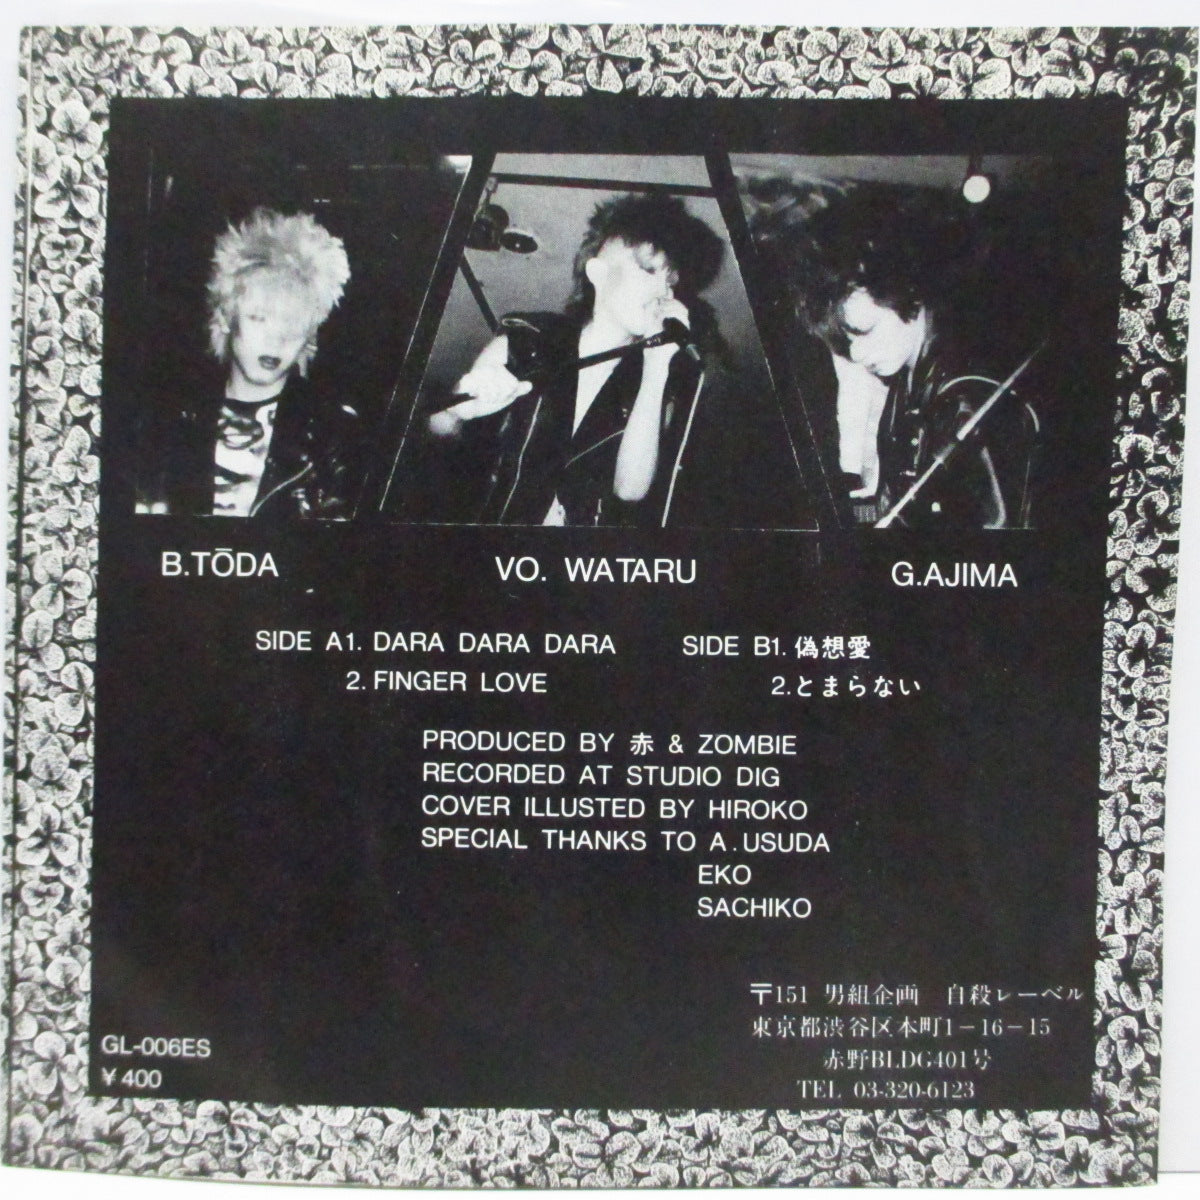 B.TŌDA
VO. WATARU
G.AJIMA
SIDE A1. DARA DARA DARA
2. FINGER LOVE
SIDE B1. 偽想愛
2.とまらない
PRODUCED BY 赤 & ZOMBIE
RECORDED AT STUDIO DIG
COVER ILLUSTED BY HIROKO
SPECIAL THANKS TO A.USUDA
EKO
SACHIKO
〒151 男組企画 自殺レーベル
東京都渋谷区本町1-16-15
赤野BLDG401号
TEL 03-320-6123
GL-006ES
¥400